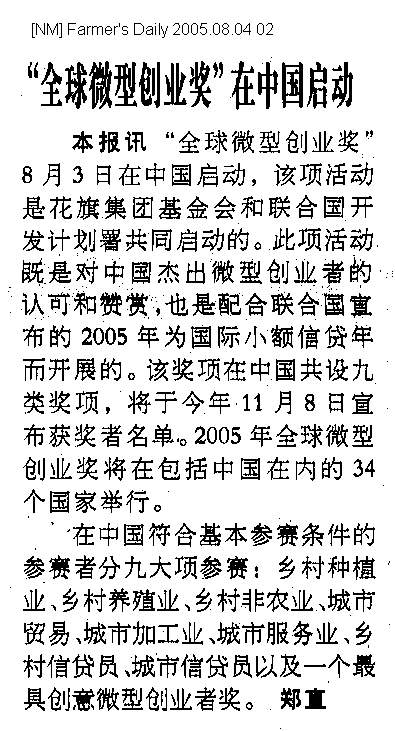 [NM] Farmer's Daily 2005.08.04 02
“全球微型创业奖”在中国启动
本报讯 “全球微型创业奖”
8月3日在中国启动，该项活动
是花旗集团基金会和联合国开
发计划署共同启动的。此项活动
既是对中国杰出微型创业者的
认可和赞赏，也是配合联合国宣
布的2005年为国际小额信贷年
而开展的。该奖项在中国共设九
类奖项，将于今年11月8日宣
布获奖者名单。2005年全球微型
创业奖将在包括中国在内的34
个国家举行。
在中国符合基本参赛条件的
参赛者分九大项参赛：乡村种植
业、乡村养殖业、乡村非农业、城市
贸易、城市加工业、城市服务业、乡
村信贷员、城市信贷员以及一个最
具创意微型创业者奖。 郑直